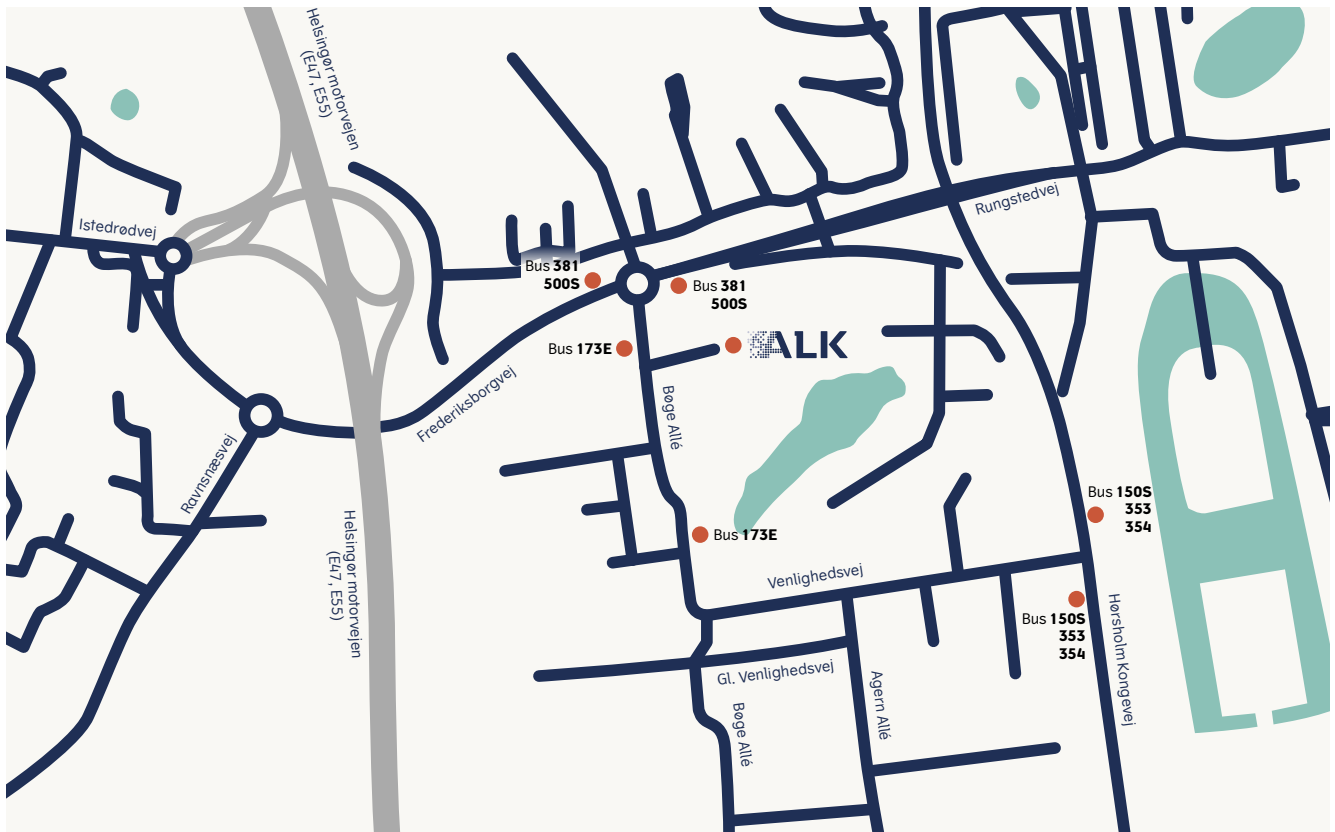 Helsingør motorvejen
(E47, E55)
Istedrødvej
Rungstedvej
Bus 381
500S
Bus 381
500S
Bus 173E
ALK
Frederiksborgvej
Bøge Allé
Ravnsnæsvej
Helsingør motorvejen
(E47, E55)
Bus 150S
353
354
Bus 173E
Venlighedsvej
Bus 150S
353
354
Hørsholm Kongevej
Gl. Venlighedsvej
Agern Allé
Bøge Allé